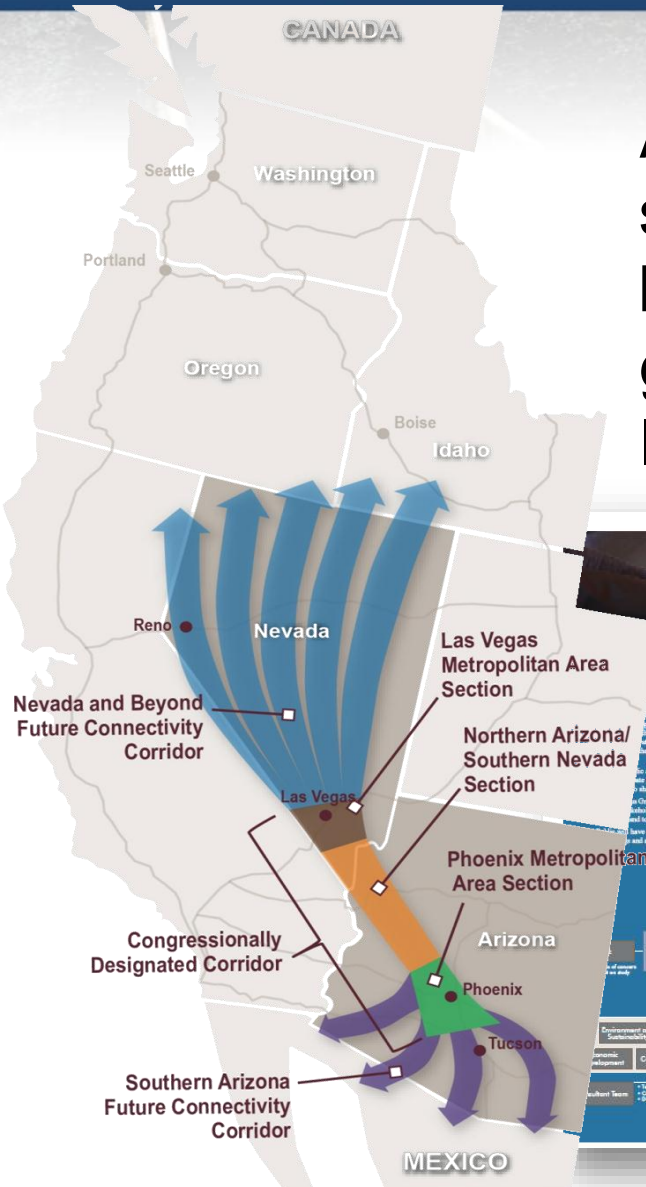 CANADA
Seattle
Washington
Portland
Oregon
Boise
Idaho
Reno
Nevada
Las Vegas
Metropolitan Area
Section
Nevada and Beyond
Future Connectivity
Corridor
Northern Arizona/
Southern Nevada
Section
Las Vegas
Phoenix Metropolitan
Area Section
Congressionally
Designated Corridor
Arizona
Phoenix
Tucson
Southern Arizona
Future Connectivity
Corridor
MEXICO